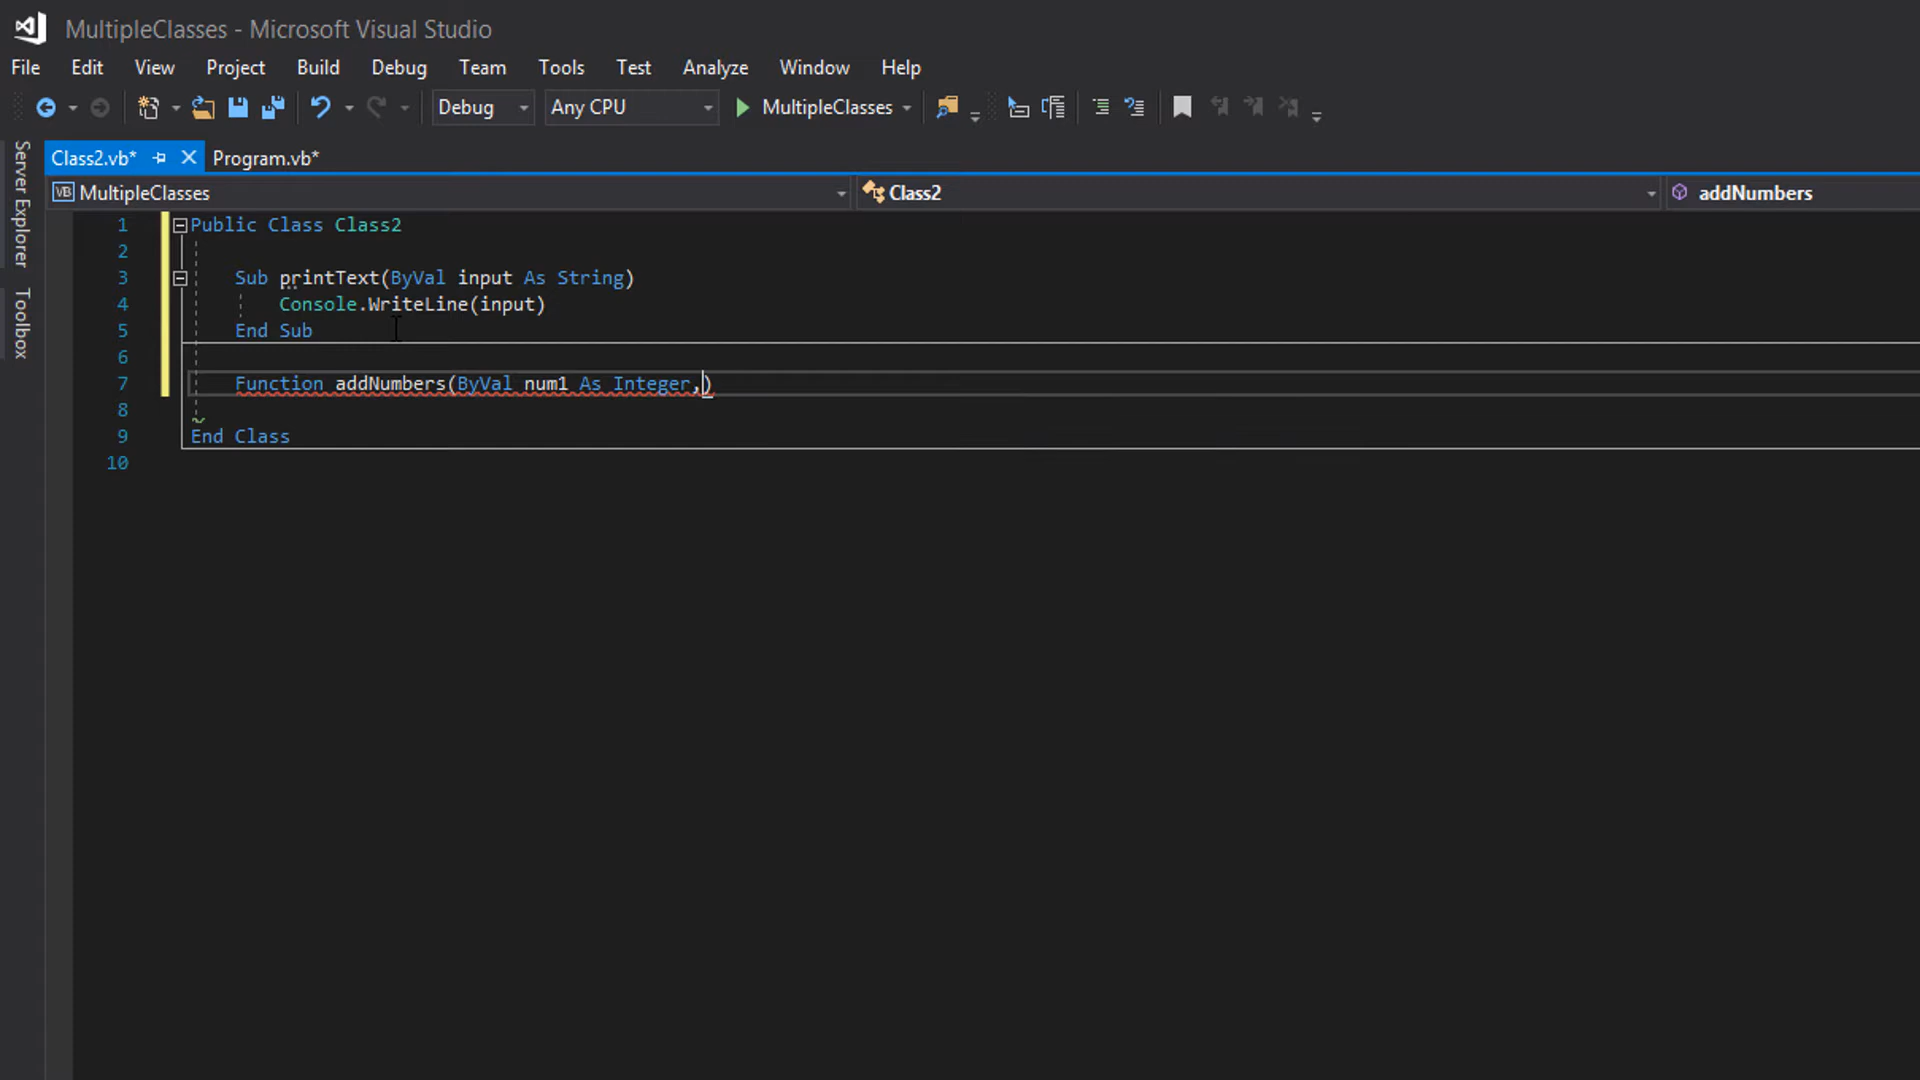 MultipleClasses - Microsoft Visual Studio
File Edit View Project Build Debug Team Tools Test Analyze Window Help
Debug Any CPU MultipleClasses
Server Explorer
Toolbox
Class2.vb* Program.vb*
VB MultipleClasses Class2 addNumbers
1 Public Class Class2
2
3 Sub printText(ByVal input As String)
4 Console.WriteLine(input)
5 End Sub
6
7 Function addNumbers(ByVal num1 As Integer,)
8
9 End Class
10